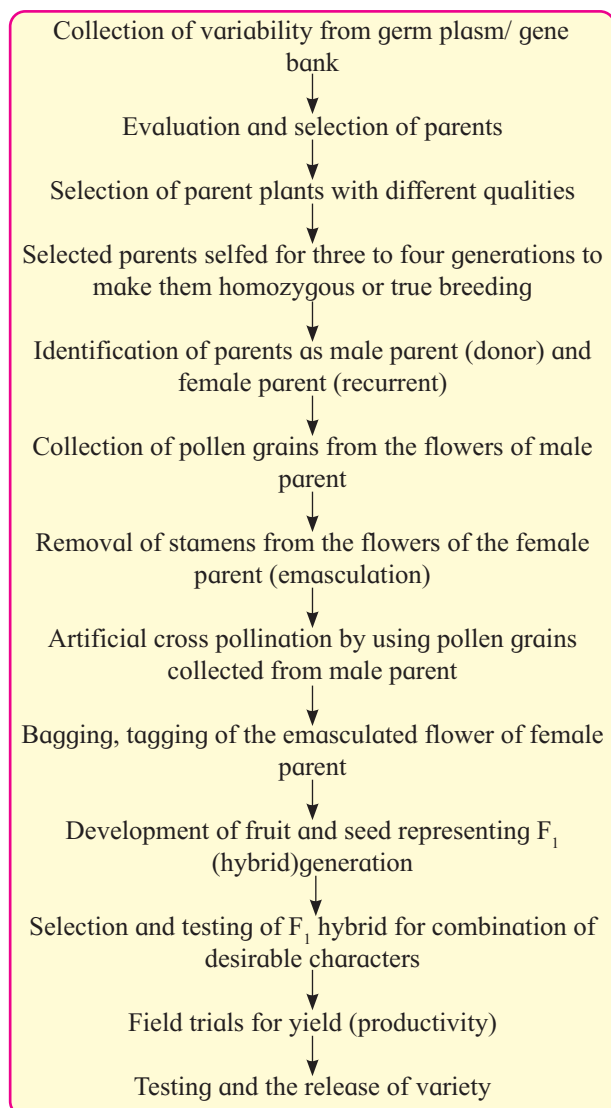 Collection of variability from germ plasm/ gene
bank
Evaluation and selection of parents
Selection of parent plants with different qualities
Selected parents selfed for three to four generations to
make them homozygous or true breeding
Identification of parents as male parent (donor) and
female parent (recurrent)
Collection of pollen grains from the flowers of male
parent
Removal of stamens from the flowers of the female
parent (emasculation)
Artificial cross pollination by using pollen grains
collected from male parent
Bagging, tagging of the emasculated flower of female
parent
Development of fruit and seed representing F₁
(hybrid)generation
Selection and testing of F₁ hybrid for combination of
desirable characters
Field trials for yield (productivity)
Testing and the release of variety